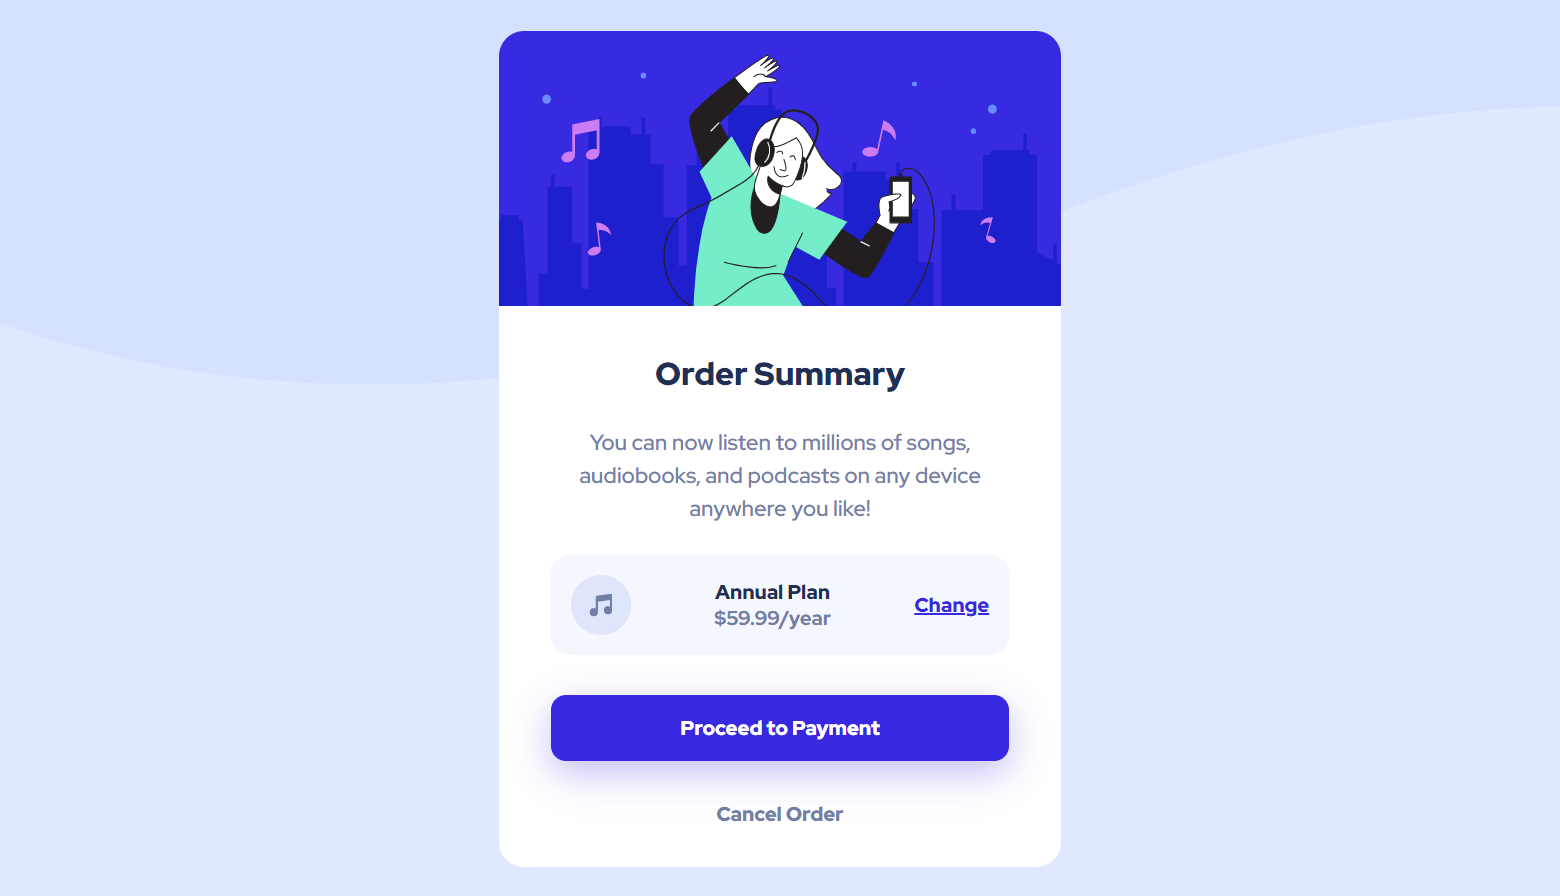 Order Summary
You can now listen to millions of songs,
audiobooks, and podcasts on any device
anywhere you like!
Annual Plan
$59.99/year
Change
Proceed to Payment
Cancel Order